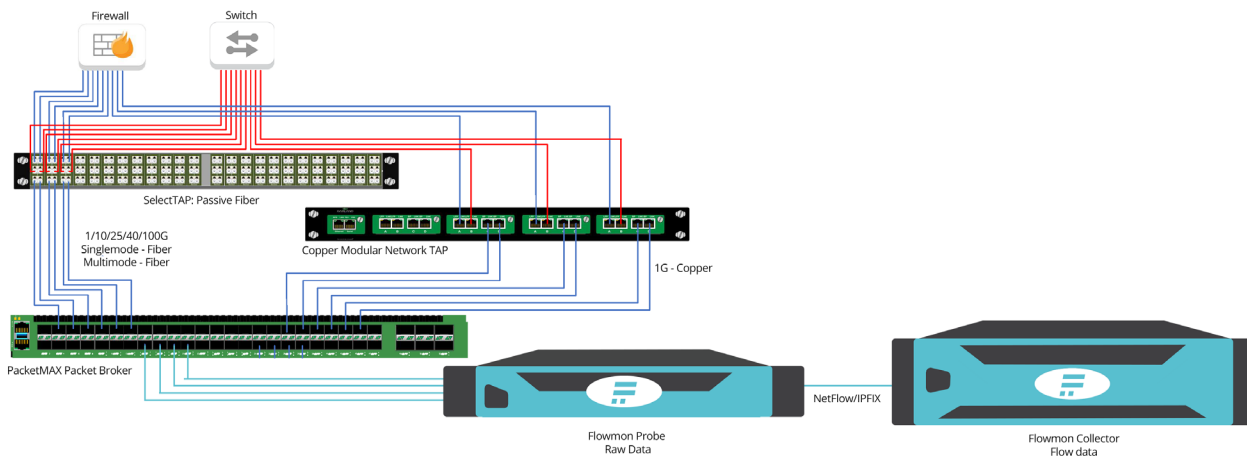 Firewall
Switch
SelectTAP: Passive Fiber
1/10/25/40/100G
Singlemode - Fiber
Multimode - Fiber
Copper Modular Network TAP
1G - Copper
PacketMAX Packet Broker
NetFlow/IPFIX
Flowmon Probe
Raw Data
Flowmon Collector
Flow data